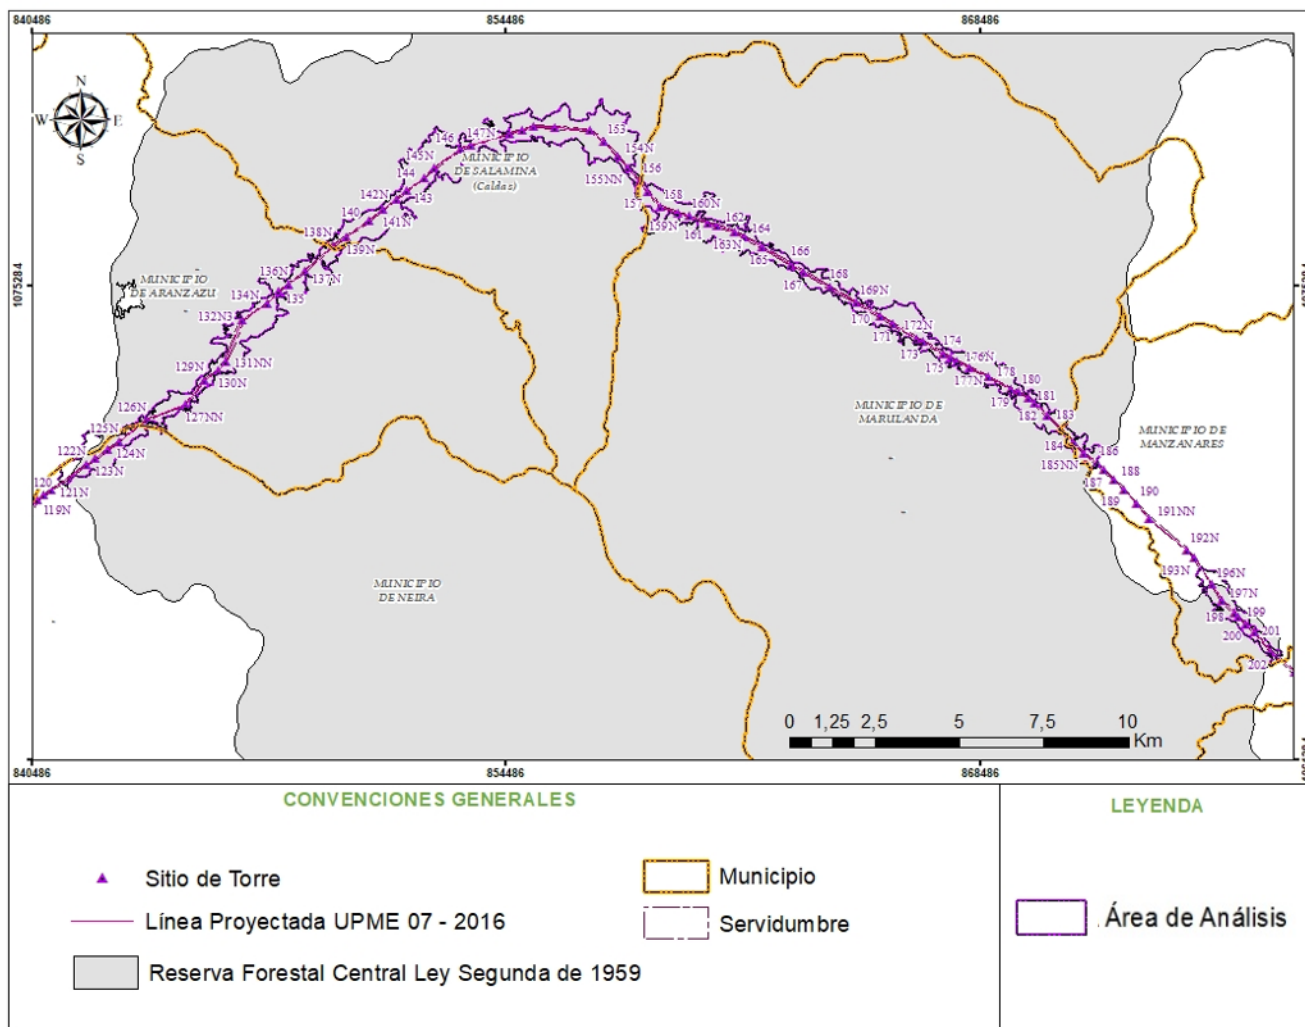 840486
854486
868486
N
W
E
S
147N
153
146
154N
MUNICIPIO
DE SALAMINA
(Caldas)
145N
156
144
155NN
142N
143
157
158
140
160NN
141N
159N
162
138N
161
164
139N
163N
165
166
136N
137N
MUNICIPIO
DE ARANZAZU
1075284
134N
135
167
168
169N
132N3
170
172N
171
174
131NN
173
129N
175
176N
130N
177N
178
180
179
181
127NN
182
126N
183
MUNICIPIO DE
MARULANDA
125N
124N
184
MUNICIPIO DE
MANZANARES
122N
123N
186
185NN
120
121N
187
188
119N
189
190
191NN
192N
193N
196N
MUNICIPIO
DE NEIRA
197N
198
199
200
201
202
0 1,25 2,5 5 7,5 10
Km
840486
854486
868486
CONVENCIONES GENERALES
LEYENDA
Sitio de Torre
Municipio
Línea Proyectada UPME 07 - 2016
Servidumbre
Área de Análisis
Reserva Forestal Central Ley Segunda de 1959